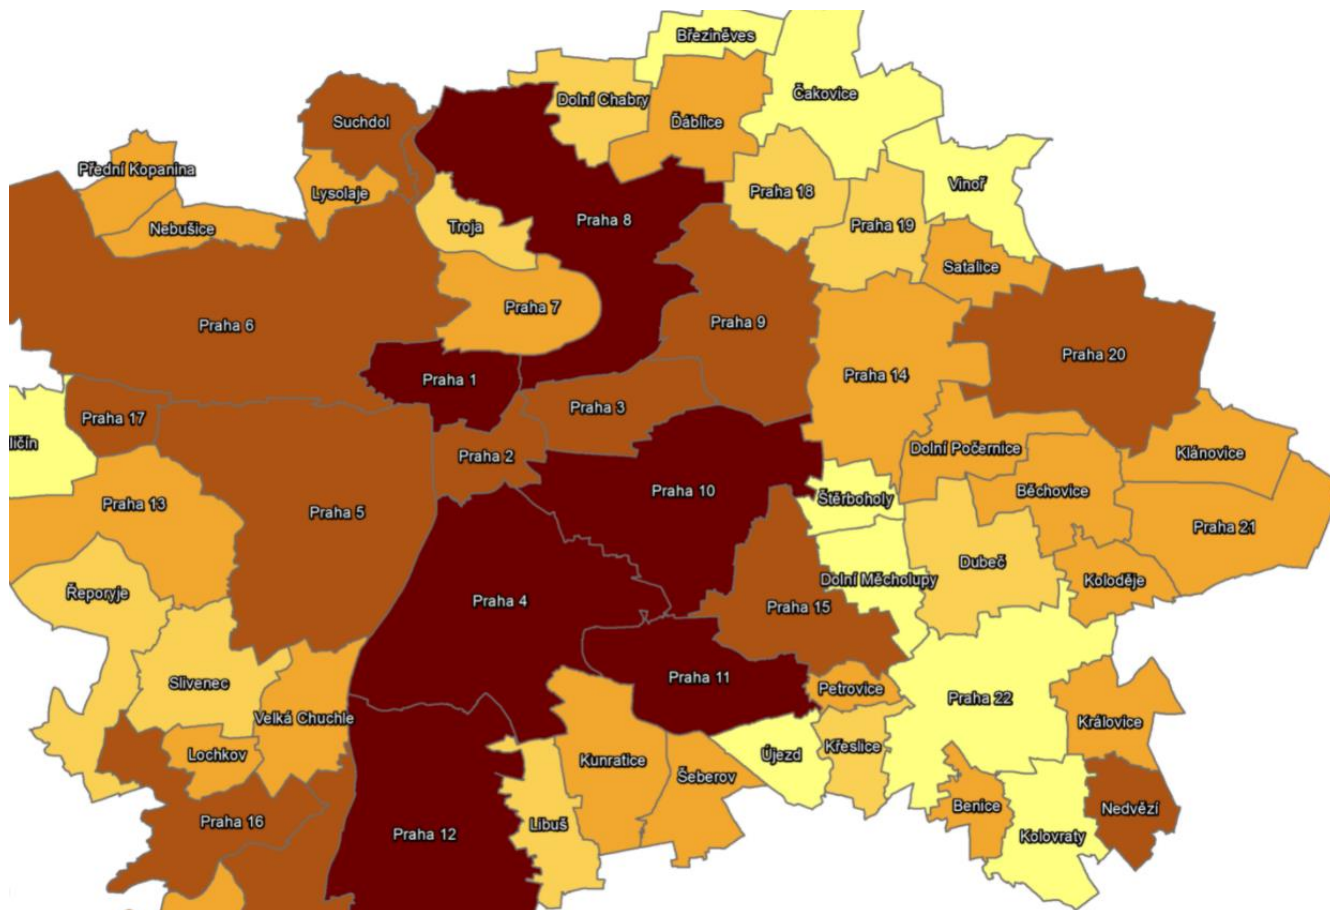 Březiněves
Čakovice
Dolní Chabry
Ďáblice
Suchdol
Přední Kopanina
Lysolaje
Nebušice
Troja
Praha 8
Praha 18
Vinoř
Praha 19
Satalice
Praha 7
Praha 6
Praha 9
Praha 20
Praha 1
Praha 14
Praha 3
Praha 17
ličín
Praha 2
Dolní Počernice
Klánovice
Praha 10
Štěrboholy
Běchovice
Praha 13
Praha 5
Praha 21
Dubeč
Dolní Měcholupy
Koloděje
Řeporyje
Praha 4
Praha 15
Slivenec
Praha 11
Petrovice
Praha 22
Velká Chuchle
Královice
Lochkov
Kunratice
Šeberov
Újezd
Křeslice
Praha 16
Praha 12
Libuš
Benice
Nedvězí
Kolovraty